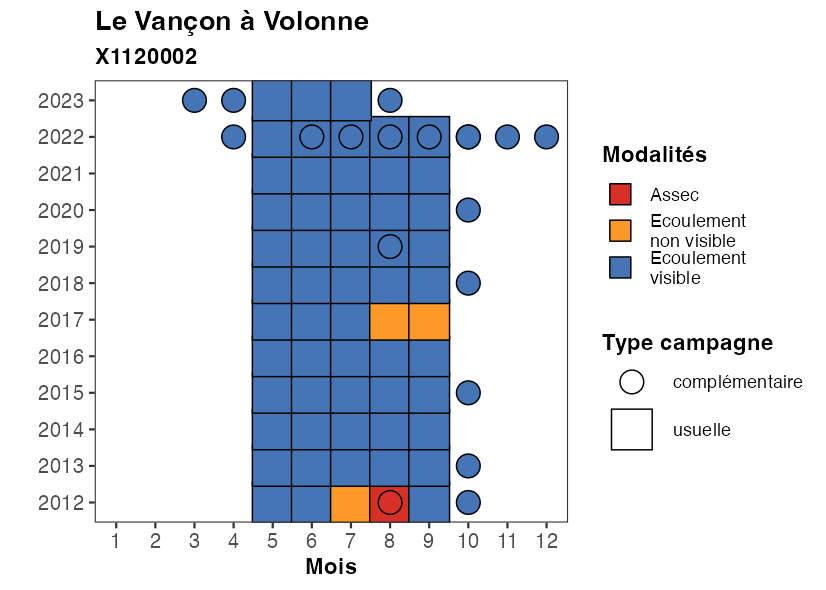 Le Vançon à Volonne
X1120002
2023
2022
2021
2020
2019
2018
2017
2016
2015
2014
2013
2012
1 2 3 4 5 6 7 8 9 10 11 12
Mois
Modalités
Assec
Ecoulement
non visible
Ecoulement
visible
Type campagne
complémentaire
usuelle